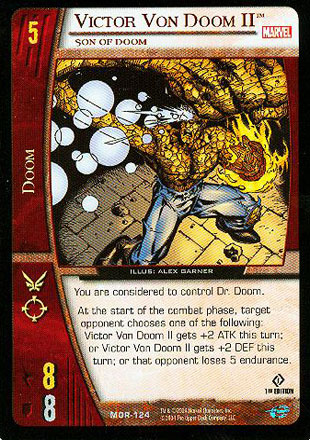 5
VICTOR VON DOOM II™
SON OF DOOM
MARVEL
DOOM
ILLUS: ALEX GARNER
You are considered to control Dr. Doom.
At the start of the combat phase, target
opponent chooses one of the following:
Victor Von Doom II gets +2 ATK this turn;
or Victor Von Doom II gets +2 DEF this
turn; or that opponent loses 5 endurance.
8
8
1ST EDITION
MOR-124